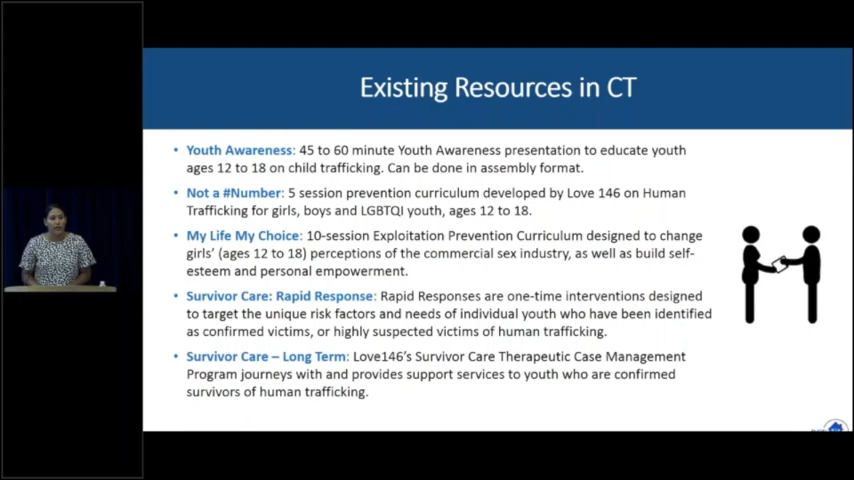 Existing Resources in CT
• Youth Awareness: 45 to 60 minute Youth Awareness presentation to educate youth
ages 12 to 18 on child trafficking. Can be done in assembly format.
• Not a #Number: 5 session prevention curriculum developed by Love 146 on Human
Trafficking for girls, boys and LGBTQI youth, ages 12 to 18.
• My Life My Choice: 10-session Exploitation Prevention Curriculum designed to change
girls' (ages 12 to 18) perceptions of the commercial sex industry, as well as build self-
esteem and personal empowerment.
• Survivor Care: Rapid Response: Rapid Responses are one-time interventions designed
to target the unique risk factors and needs of individual youth who have been identified
as confirmed victims, or highly suspected victims of human trafficking.
• Survivor Care – Long Term: Love146's Survivor Care Therapeutic Case Management
Program journeys with and provides support services to youth who are confirmed
survivors of human trafficking.